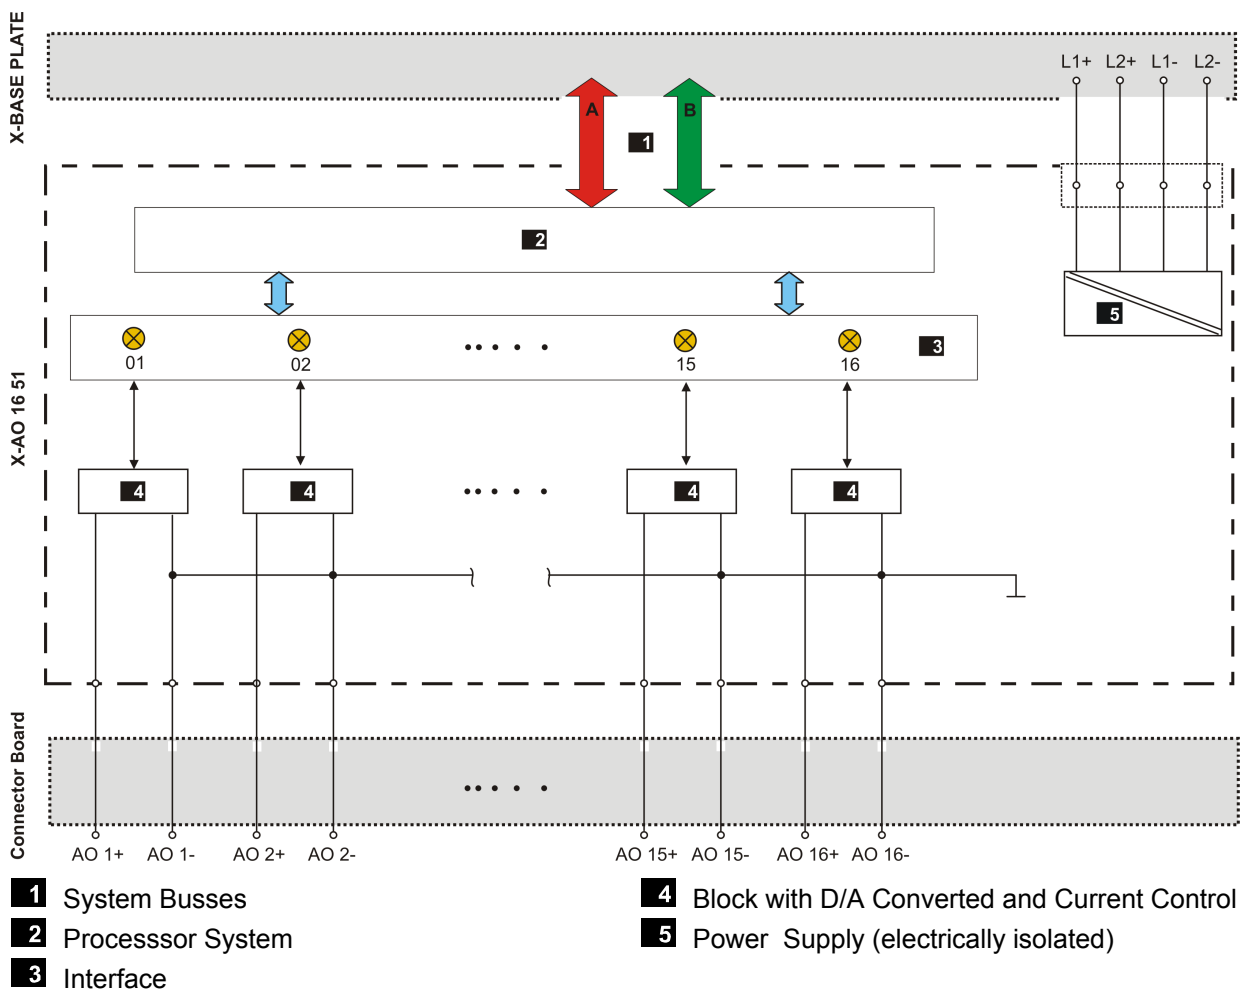 X-BASE PLATE
L1+ L2+ L1- L2-
A
B
1
2
5
01
02
15
16
3
X-AO 16 51
4
4
4
4
Connector Board
AO 1+ AO 1- AO 2+ AO 2- AO 15+ AO 15- AO 16+ AO 16-
1 System Busses
2 Processsor System
3 Interface
4 Block with D/A Converted and Current Control
5 Power Supply (electrically isolated)